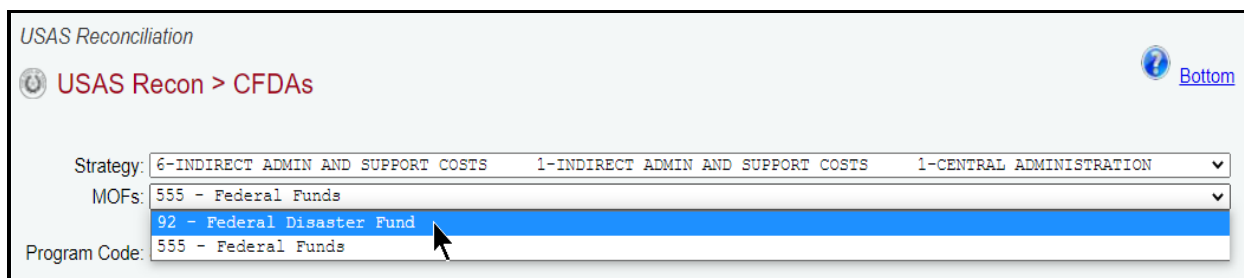 USAS Reconciliation
USAS Recon > CFDAs
Bottom
Strategy: 6-INDIRECT ADMIN AND SUPPORT COSTS 1-INDIRECT ADMIN AND SUPPORT COSTS 1-CENTRAL ADMINISTRATION
MOFs: 555 - Federal Funds
92 - Federal Disaster Fund
Program Code: 555 - Federal Funds